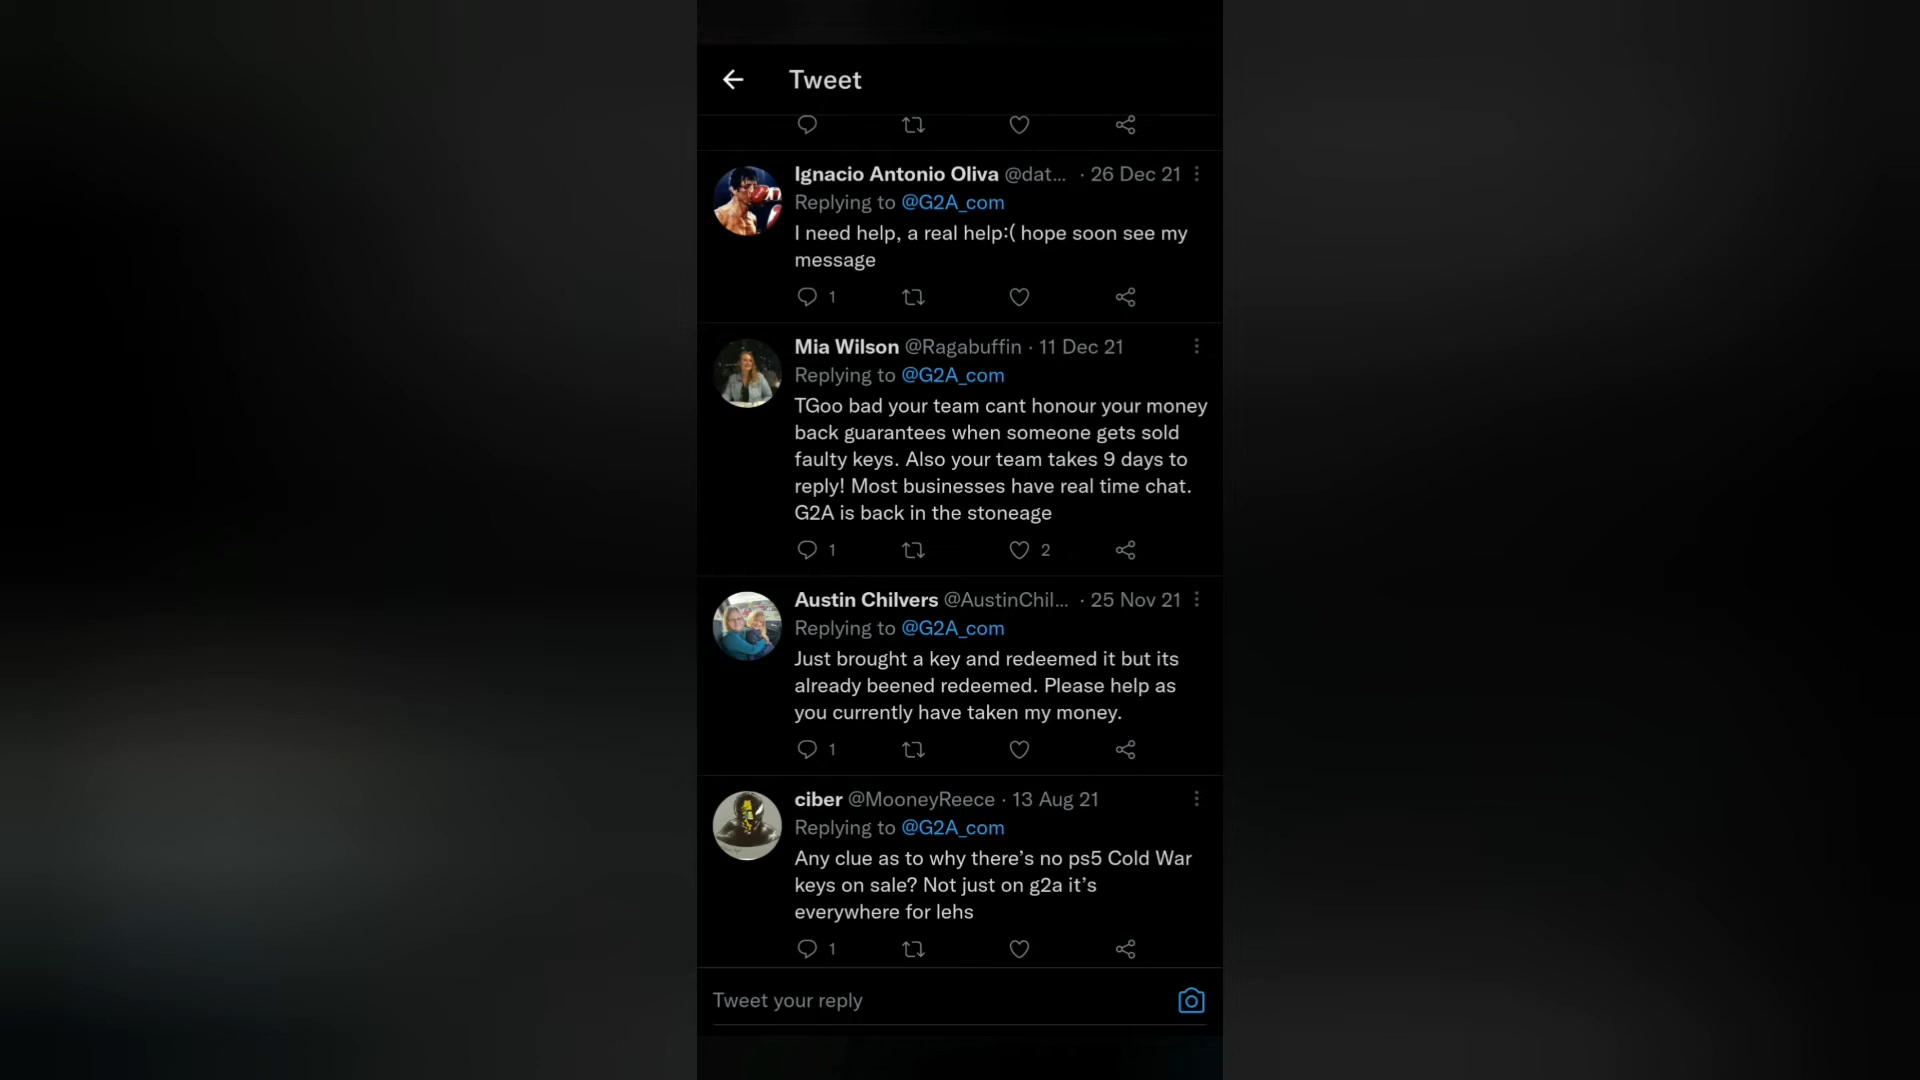 Tweet
Ignacio Antonio Oliva @dat... · 26 Dec 21
Replying to @G2A_com
I need help, a real help:( hope soon see my
message
1
Mia Wilson @Ragabuffin · 11 Dec 21
Replying to @G2A_com
TGoo bad your team cant honour your money
back guarantees when someone gets sold
faulty keys. Also your team takes 9 days to
reply! Most businesses have real time chat.
G2A is back in the stoneage
1 2
Austin Chilvers @AustinChil... · 25 Nov 21
Replying to @G2A_com
Just brought a key and redeemed it but its
already beened redeemed. Please help as
you currently have taken my money.
1
ciber @MooneyReece · 13 Aug 21
Replying to @G2A_com
Any clue as to why there’s no ps5 Cold War
keys on sale? Not just on g2a it’s
everywhere for lehs
1
Tweet your reply